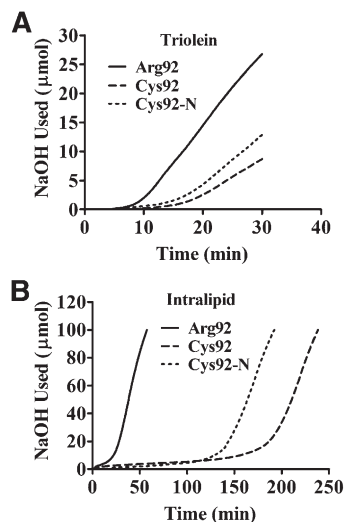 A
Triolein
Arg92
Cys92
Cys92-N
NaOH Used (μmol)
30
25
20
15
10
5
0
0 10 20 30 40
Time (min)
B
Intralipid
Arg92
Cys92
Cys92-N
NaOH Used (μmol)
120
100
80
60
40
20
0
0 50 100 150 200 250
Time (min)